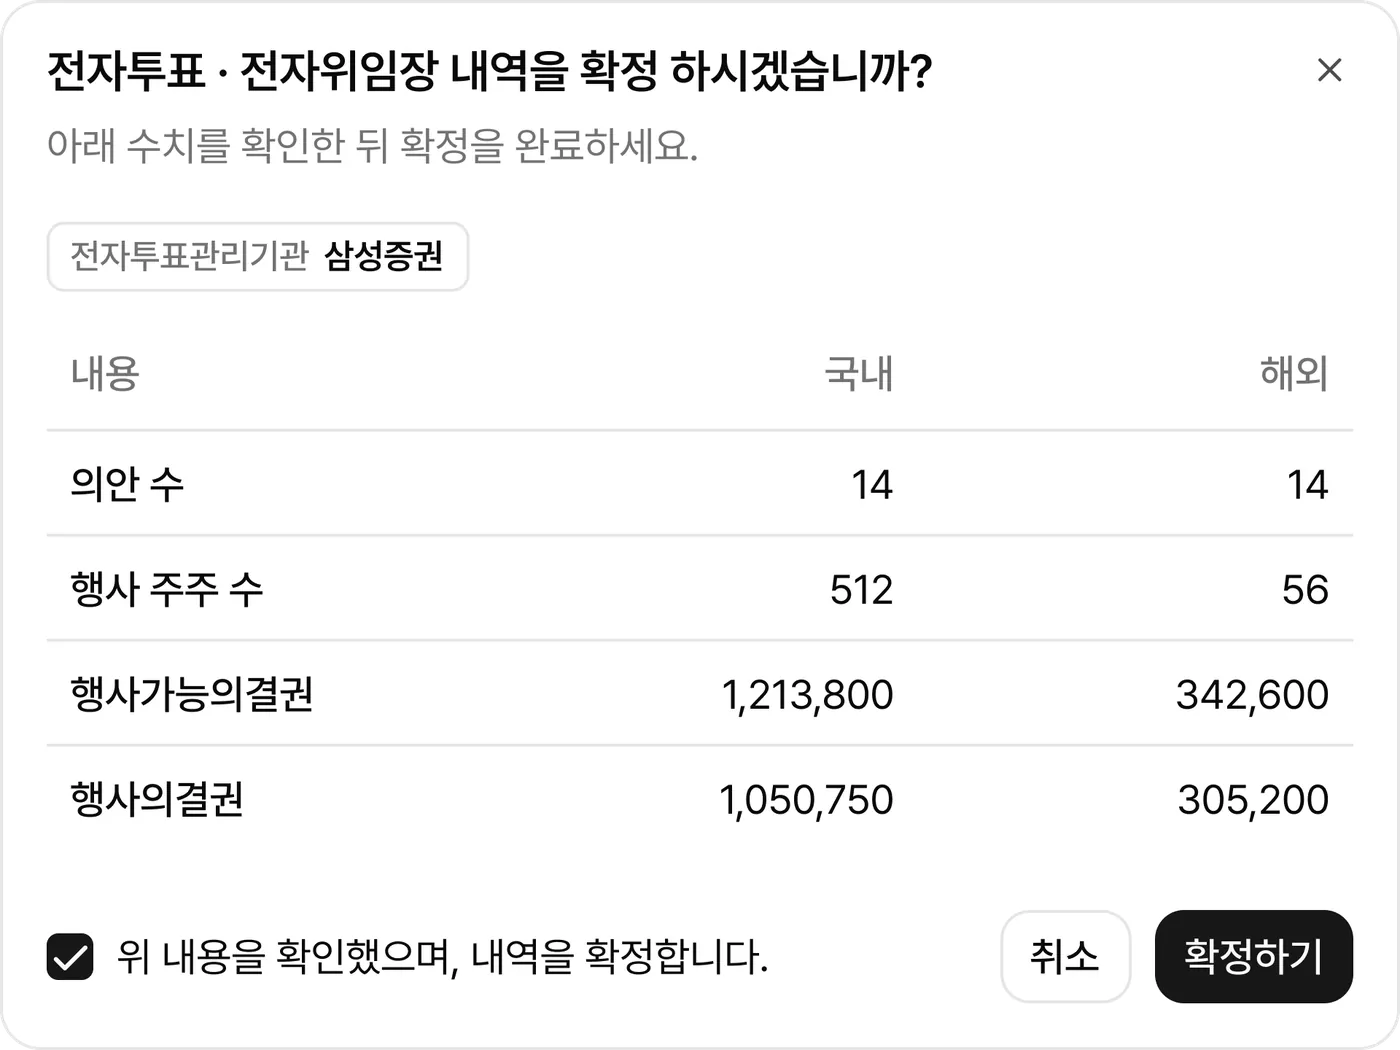 전자투표 · 전자위임장 내역을 확정 하시겠습니까?
아래 수치를 확인한 뒤 확정을 완료하세요.
전자투표관리기관 삼성증권
내용 국내 해외
의안 수 14 14
행사 주주 수 512 56
행사가능의결권 1,213,800 342,600
행사의결권 1,050,750 305,200
위 내용을 확인했으며, 내역을 확정합니다. 취소 확정하기